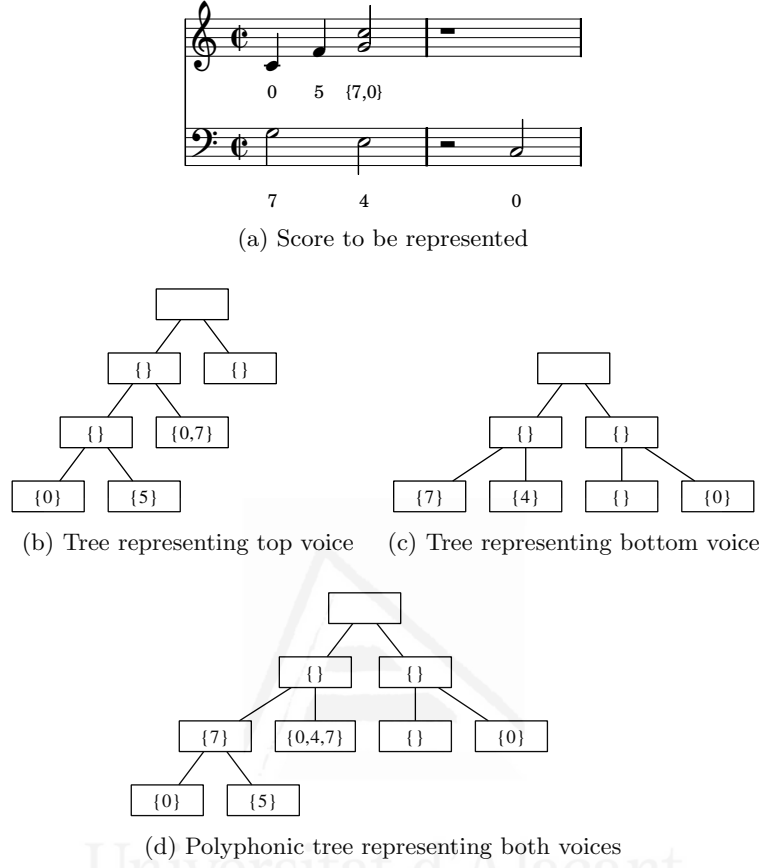 0 5 {7,0}
7 4 0
(a) Score to be represented
{}
{}
{}
{0,7}
{0}
{5}
(b) Tree representing top voice
{}
{}
{7}
{4}
{}
{0}
(c) Tree representing bottom voice
{}
{}
{7}
{0,4,7}
{}
{0}
{0}
{5}
(d) Polyphonic tree representing both voices
Universitat d'Alacant